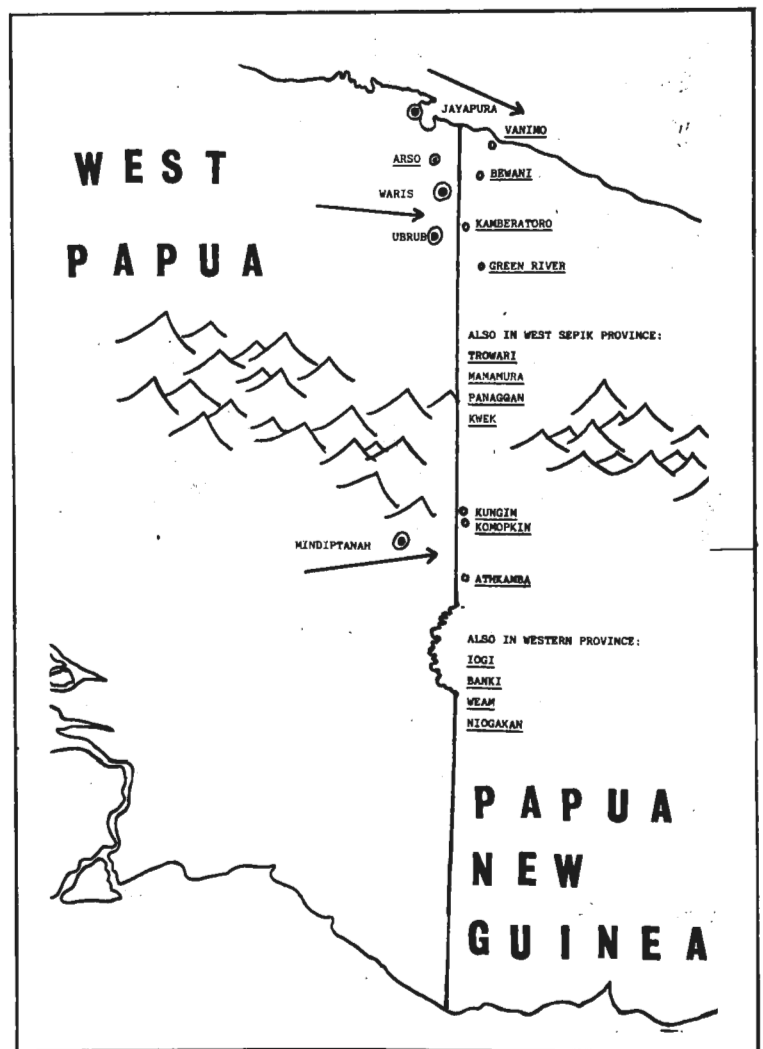 JAYAPURA
VANIMO
WEST
ARSO
BEWANI
WARIS
KAMBERATORO
UBRUB
PAPUA
GREEN RIVER
ALSO IN WEST SEPIK PROVINCE:
TROWARI
MAMAMURA
PANAGGAN
KWEK
KUNGIM
KOMOPKIN
MINDIPTANAH
ATHKAMBA
ALSO IN WESTERN PROVINCE:
IOGI
BANKI
WEAM
NIOGAKAN
PAPUA
NEW
GUINEA